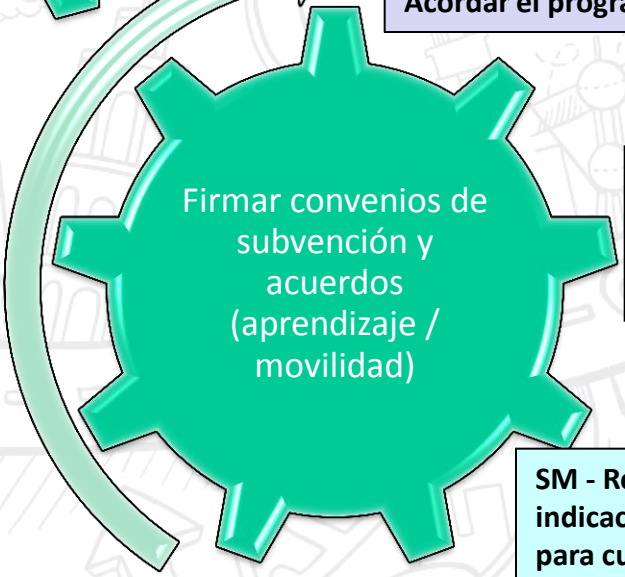 Acordar el progra
Firmar convenios de
subvención y
acuerdos
(aprendizaje /
movilidad)
SM - Re
indicac
para cu